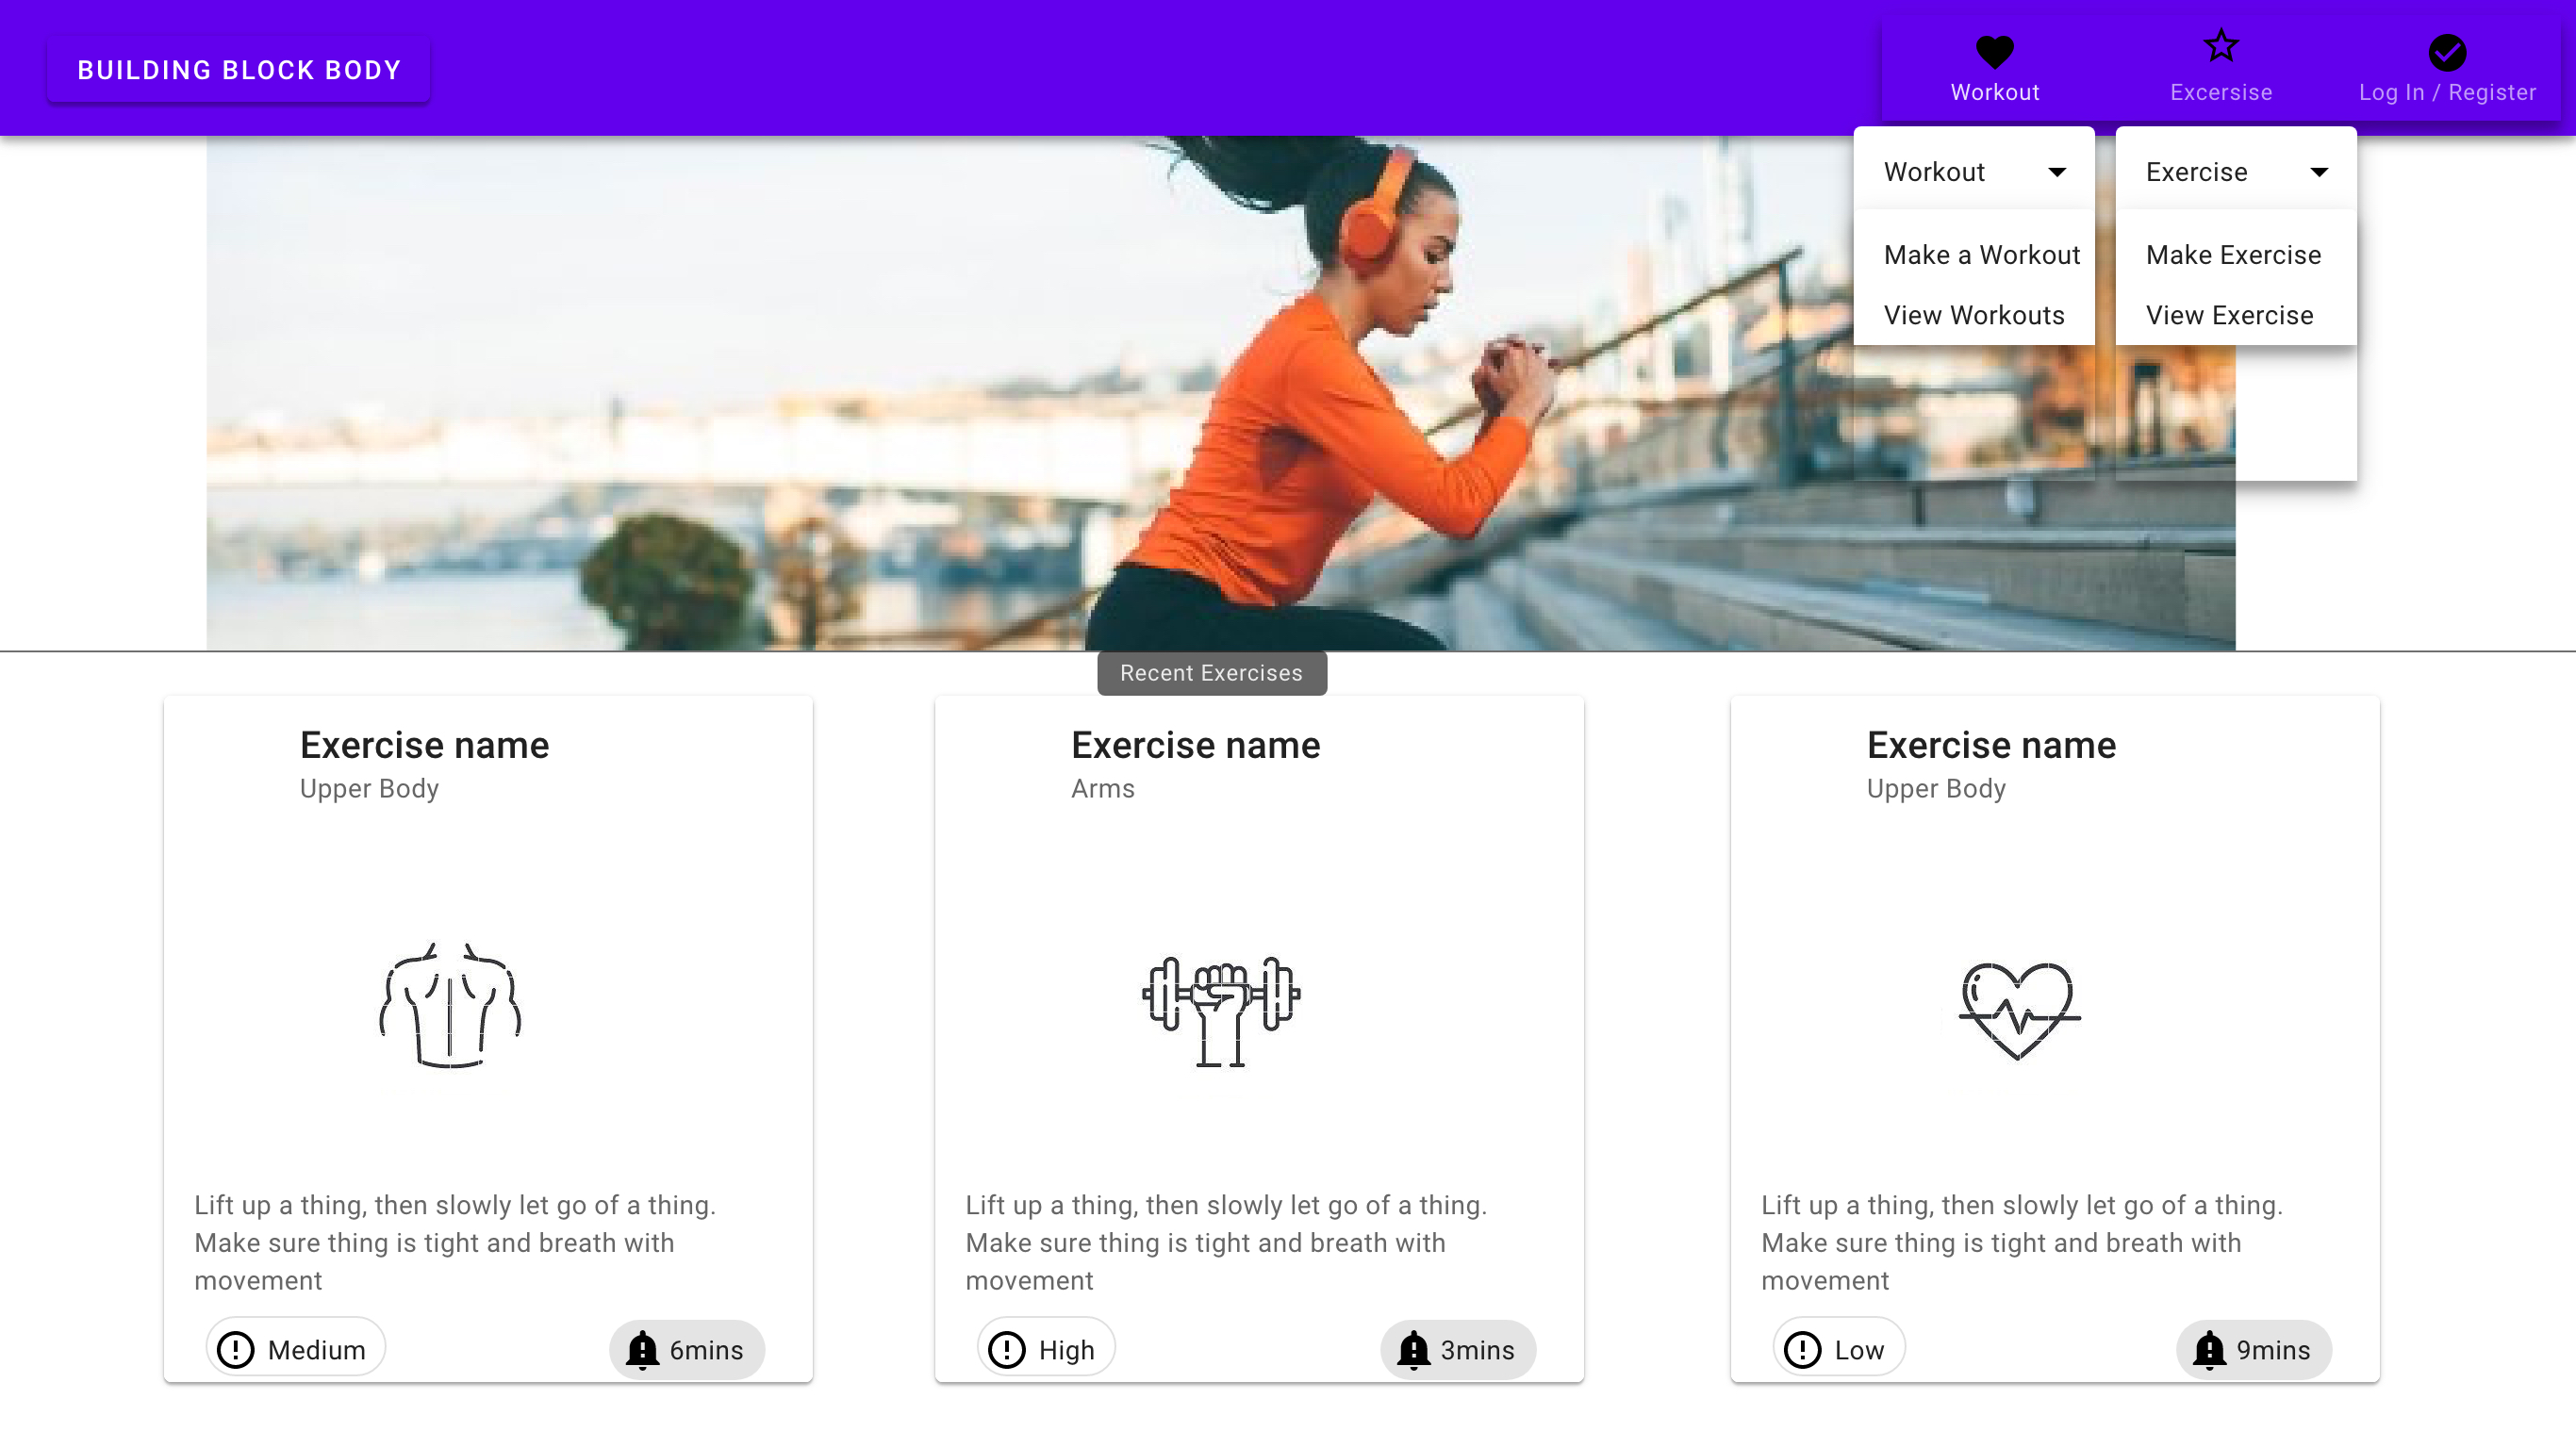 BUILDING BLOCK BODY
Workout
Excersise
Log In / Register
Workout
Exercise
Make a Workout
Make Exercise
View Workouts
View Exercise
Recent Exercises
Exercise name
Upper Body
Lift up a thing, then slowly let go of a thing.
Make sure thing is tight and breath with
movement
Medium
6mins
Exercise name
Arms
Lift up a thing, then slowly let go of a thing.
Make sure thing is tight and breath with
movement
High
3mins
Exercise name
Upper Body
Lift up a thing, then slowly let go of a thing.
Make sure thing is tight and breath with
movement
Low
9mins